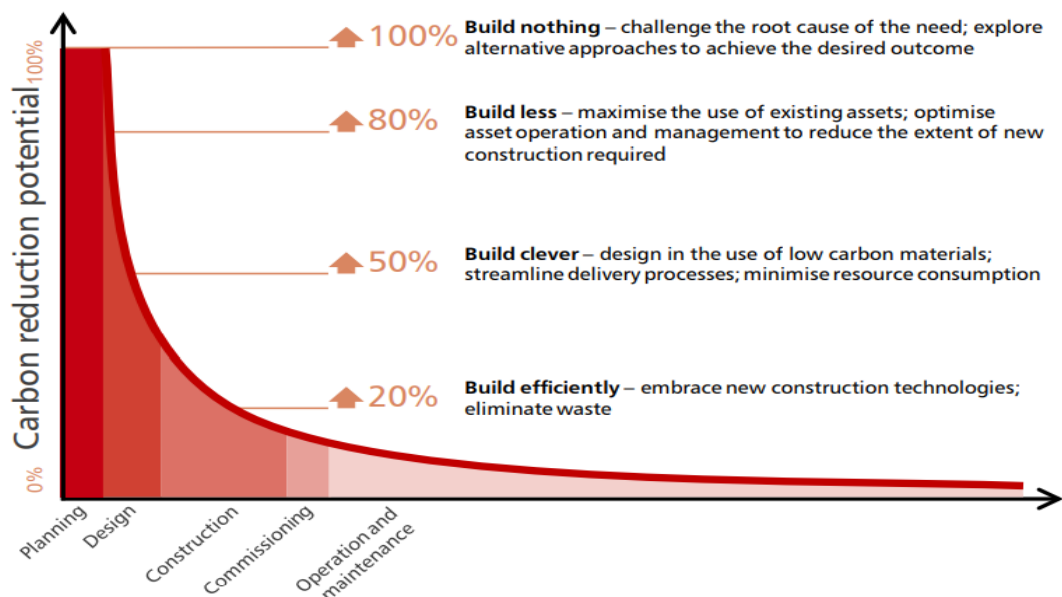 Carbon reduction potential
100%
0%
100%
Build nothing – challenge the root cause of the need; explore
alternative approaches to achieve the desired outcome
80%
Build less – maximise the use of existing assets; optimise
asset operation and management to reduce the extent of new
construction required
50%
Build clever – design in the use of low carbon materials;
streamline delivery processes; minimise resource consumption
20%
Build efficiently – embrace new construction technologies;
eliminate waste
Planning
Design
Construction
Commissioning
Operation and
maintenance